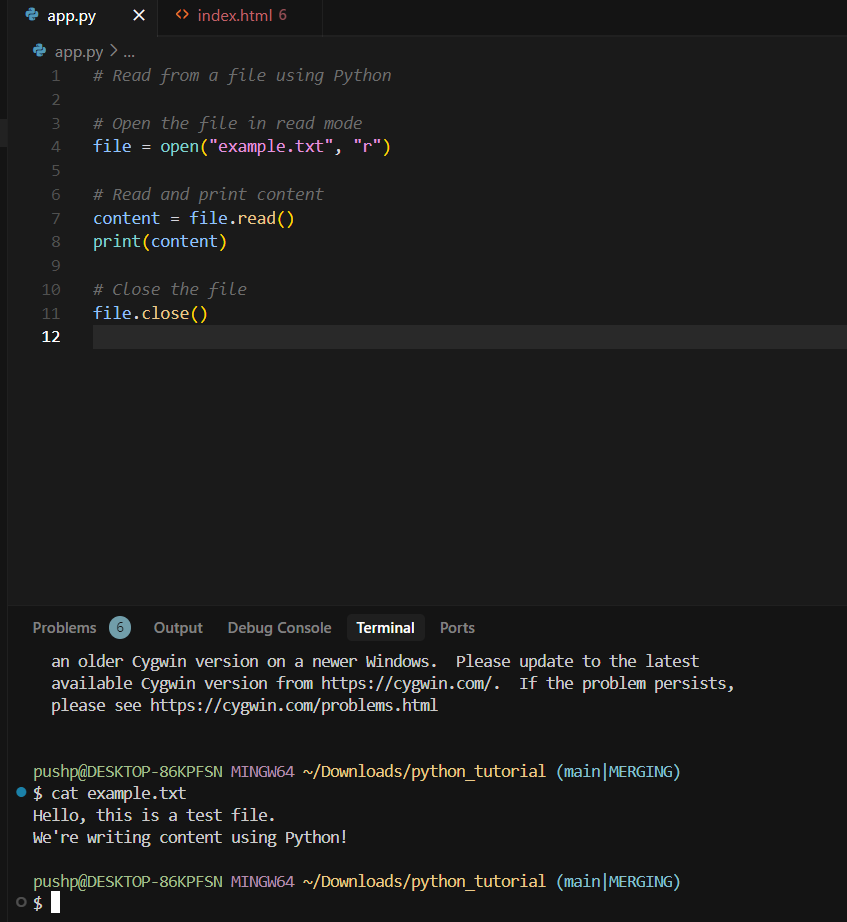 app.py index.html 6
app.py > ...
1 # Read from a file using Python
2
3 # Open the file in read mode
4 file = open("example.txt", "r")
5
6 # Read and print content
7 content = file.read()
8 print(content)
9
10 # Close the file
11 file.close()
12
Problems 6 Output Debug Console Terminal Ports
an older Cygwin version on a newer Windows.  Please update to the latest
available Cygwin version from https://cygwin.com/.  If the problem persists,
please see https://cygwin.com/problems.html
pushp@DESKTOP-86KPFSN MINGW64 ~/Downloads/python_tutorial (main|MERGING)
$ cat example.txt
Hello, this is a test file.
We're writing content using Python!
pushp@DESKTOP-86KPFSN MINGW64 ~/Downloads/python_tutorial (main|MERGING)
$